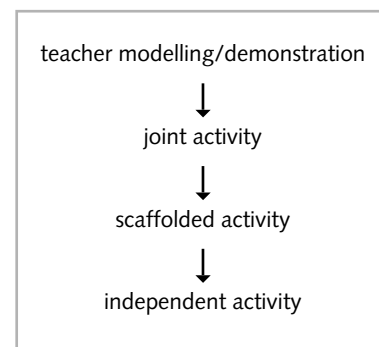 teacher modelling/demonstration
joint activity
scaffolded activity
independent activity